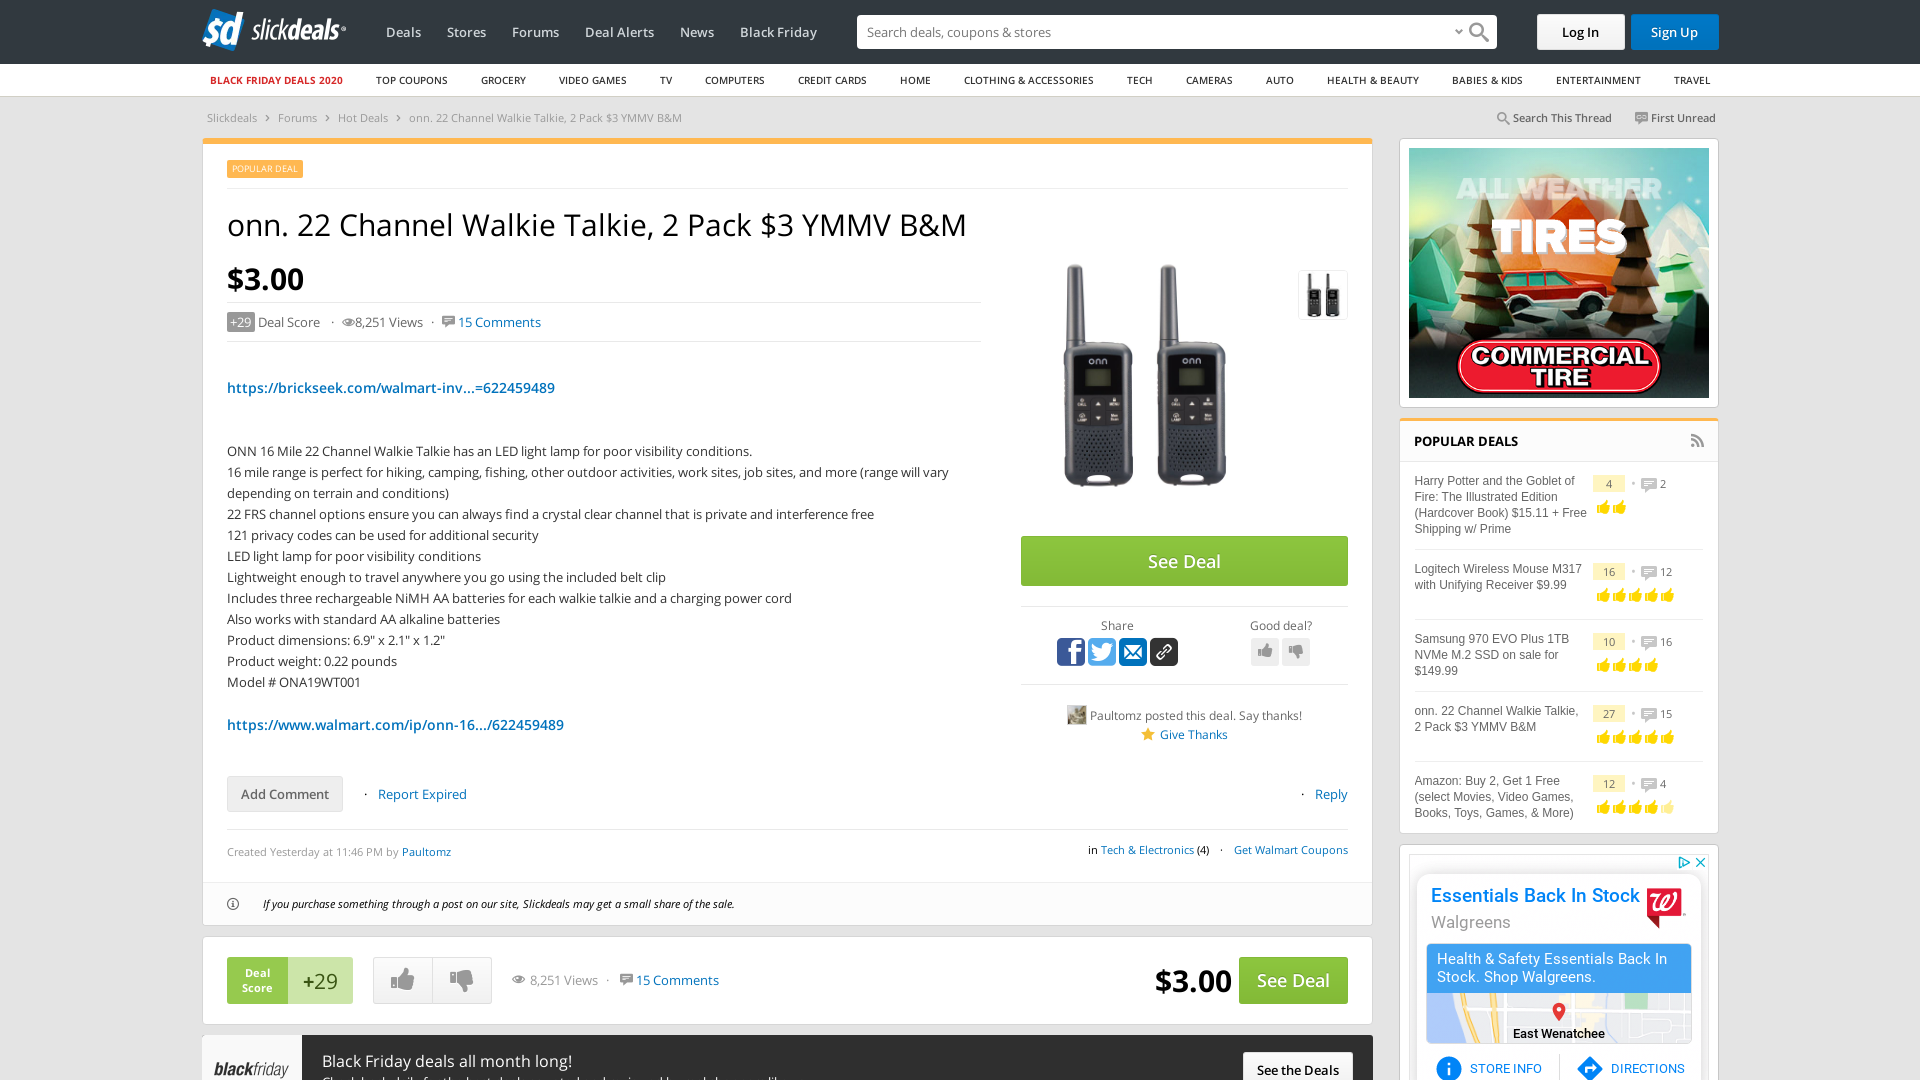 slickdeals
Deals
Stores
Forums
Deal Alerts
News
Black Friday
Search deals, coupons & stores
Log In
Sign Up
BLACK FRIDAY DEALS 2020
TOP COUPONS
GROCERY
VIDEO GAMES
TV
COMPUTERS
CREDIT CARDS
HOME
CLOTHING & ACCESSORIES
TECH
CAMERAS
AUTO
HEALTH & BEAUTY
BABIES & KIDS
ENTERTAINMENT
TRAVEL
Slickdeals › Forums › Hot Deals › onn. 22 Channel Walkie Talkie, 2 Pack $3 YMMV B&M
Search This Thread
First Unread
POPULAR DEAL
onn. 22 Channel Walkie Talkie, 2 Pack $3 YMMV B&M
$3.00
+29 Deal Score · 8,251 Views · 15 Comments
https://brickseek.com/walmart-inv...=622459489
ONN 16 Mile 22 Channel Walkie Talkie has an LED light lamp for poor visibility conditions.
16 mile range is perfect for hiking, camping, fishing, other outdoor activities, work sites, job sites, and more (range will vary
depending on terrain and conditions)
22 FRS channel options ensure you can always find a crystal clear channel that is private and interference free
121 privacy codes can be used for additional security
LED light lamp for poor visibility conditions
Lightweight enough to travel anywhere you go using the included belt clip
Includes three rechargeable NiMH AA batteries for each walkie talkie and a charging power cord
Also works with standard AA alkaline batteries
Product dimensions: 6.9" x 2.1" x 1.2"
Product weight: 0.22 pounds
Model # ONA19WT001
https://www.walmart.com/ip/onn-16.../622459489
onn
onn
See Deal
Share
Good deal?
Paultomz posted this deal. Say thanks!
Give Thanks
Add Comment
· Report Expired
· Reply
Created Yesterday at 11:46 PM by Paultomz
in Tech & Electronics (4) · Get Walmart Coupons
If you purchase something through a post on our site, Slickdeals may get a small share of the sale.
Deal
Score
+29
8,251 Views · 15 Comments
$3.00
See Deal
blackfriday
Black Friday deals all month long!
See the Deals
ALL WEATHER
TIRES
COMMERCIAL
TIRE
POPULAR DEALS
Harry Potter and the Goblet of
Fire: The Illustrated Edition
(Hardcover Book) $15.11 + Free
Shipping w/ Prime
4 · 2
Logitech Wireless Mouse M317
with Unifying Receiver $9.99
16 · 12
Samsung 970 EVO Plus 1TB
NVMe M.2 SSD on sale for
$149.99
10 · 16
onn. 22 Channel Walkie Talkie,
2 Pack $3 YMMV B&M
27 · 15
Amazon: Buy 2, Get 1 Free
(select Movies, Video Games,
Books, Toys, Games, & More)
12 · 4
Essentials Back In Stock
Walgreens
Health & Safety Essentials Back In
Stock. Shop Walgreens.
East Wenatchee
STORE INFO
DIRECTIONS